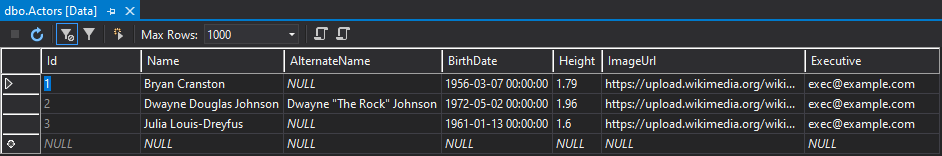 dbo.Actors [Data]
Max Rows: 1000
Id Name AlternateName BirthDate Height ImageUrl Executive
1 Bryan Cranston NULL 1956-03-07 00:00:00 1.79 https://upload.wikimedia.org/wiki... exec@example.com
2 Dwayne Douglas Johnson Dwayne "The Rock" Johnson 1972-05-02 00:00:00 1.96 https://upload.wikimedia.org/wiki... exec@example.com
3 Julia Louis-Dreyfus NULL 1961-01-13 00:00:00 1.6 https://upload.wikimedia.org/wiki... exec@example.com
NULL NULL NULL NULL NULL NULL NULL